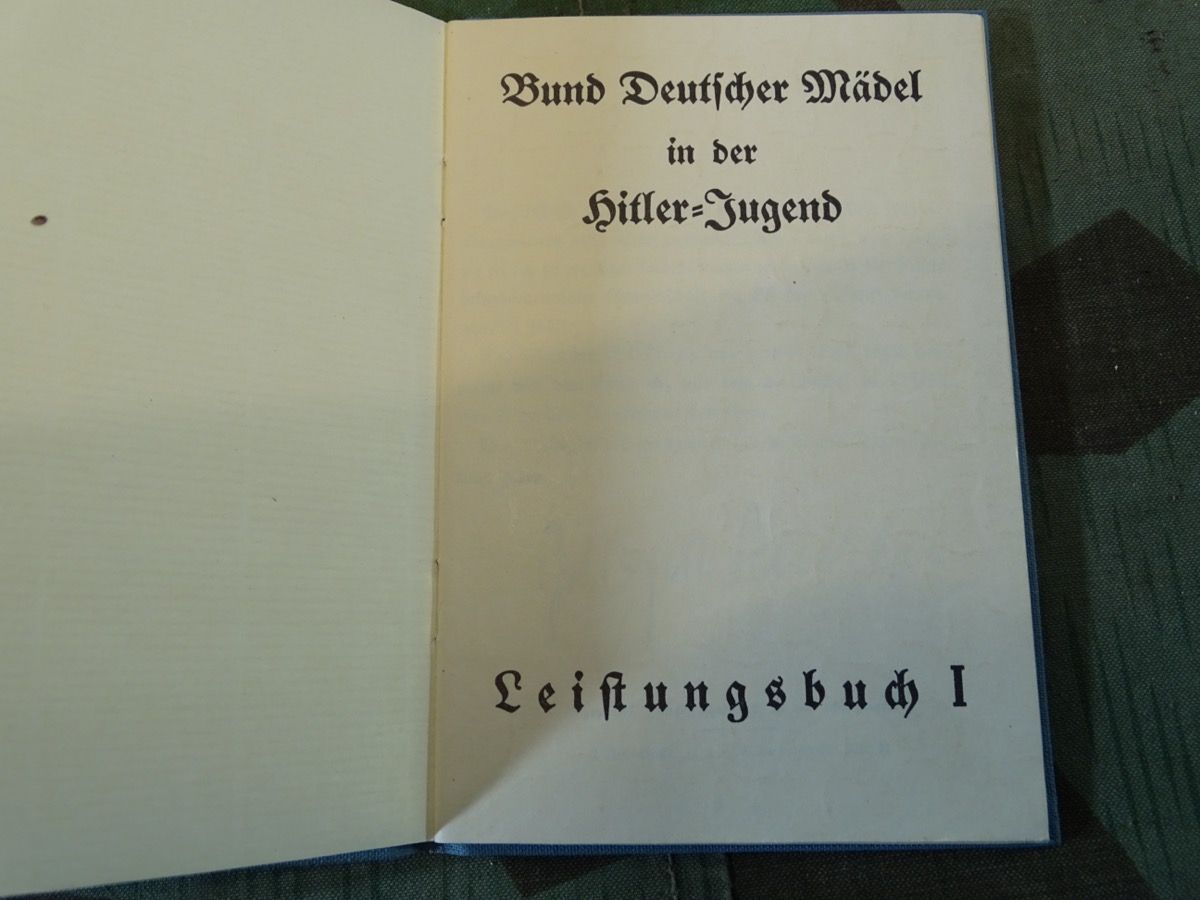 Bund Deutscher Mädel
in der
Hitler-Jugend
Leistungsbuch I